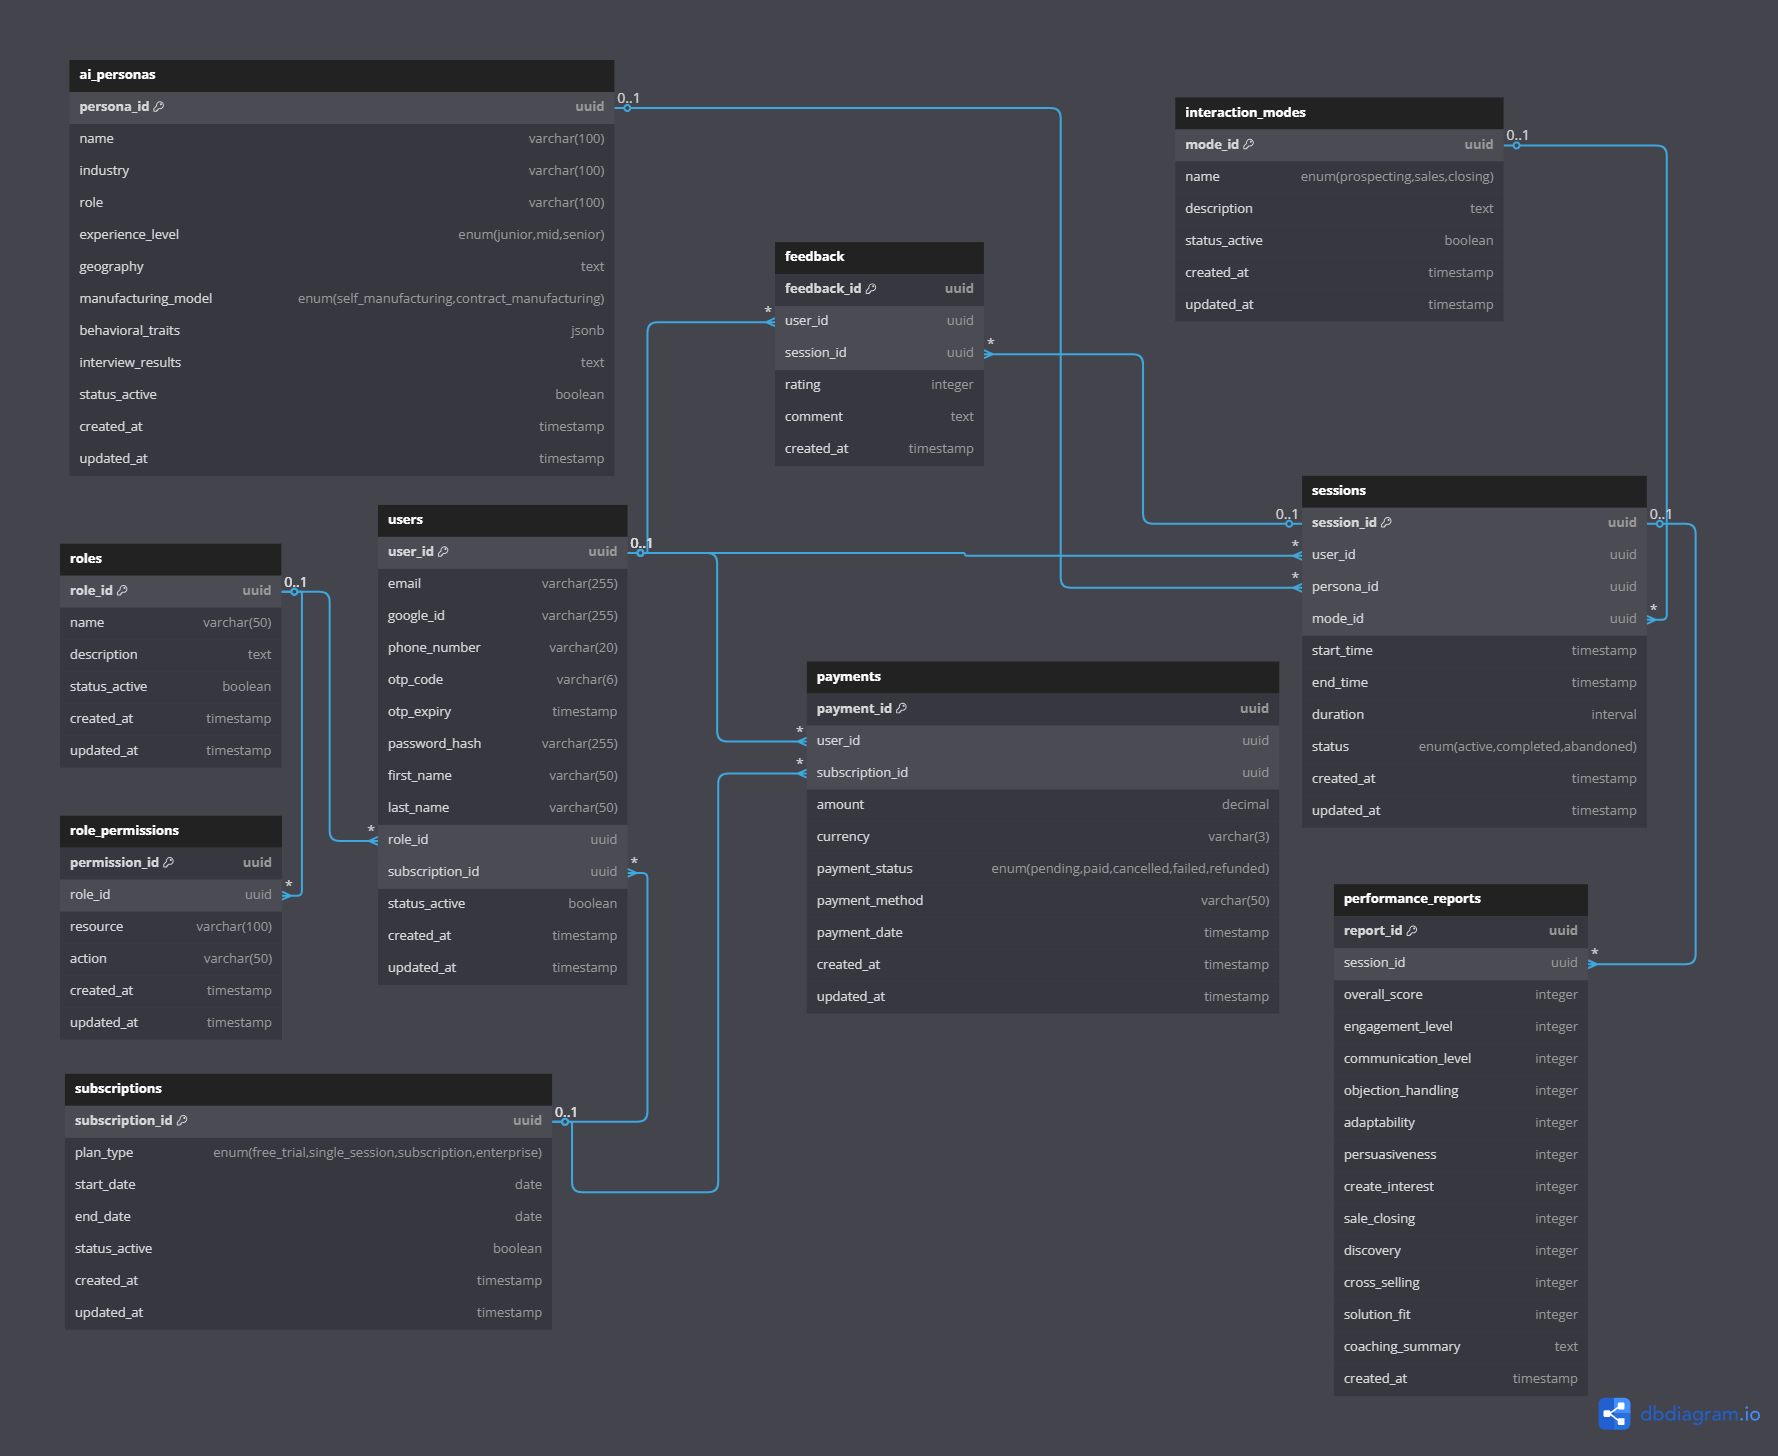 ai_personas
persona_id uuid
name varchar(100)
industry varchar(100)
role varchar(100)
experience_level enum(junior,mid,senior)
geography text
manufacturing_model enum(self_manufacturing,contract_manufacturing)
behavioral_traits jsonb
interview_results text
status_active boolean
created_at timestamp
updated_at timestamp
0..1
interaction_modes
mode_id uuid
name enum(prospecting,sales,closing)
description text
status_active boolean
created_at timestamp
updated_at timestamp
0..1
feedback
feedback_id uuid
* user_id uuid
session_id uuid *
rating integer
comment text
created_at timestamp
sessions
0..1 session_id uuid 0..1
* user_id uuid
* persona_id uuid
mode_id uuid *
start_time timestamp
end_time timestamp
duration interval
status enum(active,completed,abandoned)
created_at timestamp
updated_at timestamp
users
user_id uuid 0..1
email varchar(255)
google_id varchar(255)
phone_number varchar(20)
otp_code varchar(6)
otp_expiry timestamp
password_hash varchar(255)
first_name varchar(50)
last_name varchar(50)
* role_id uuid
subscription_id uuid *
status_active boolean
created_at timestamp
updated_at timestamp
roles
role_id uuid 0..1
name varchar(50)
description text
status_active boolean
created_at timestamp
updated_at timestamp
role_permissions
permission_id uuid
role_id uuid *
resource varchar(100)
action varchar(50)
created_at timestamp
updated_at timestamp
payments
payment_id uuid
* user_id uuid
* subscription_id uuid
amount decimal
currency varchar(3)
payment_status enum(pending,paid,cancelled,failed,refunded)
payment_method varchar(50)
payment_date timestamp
created_at timestamp
updated_at timestamp
subscriptions
subscription_id uuid 0..1
plan_type enum(free_trial,single_session,subscription,enterprise)
start_date date
end_date date
status_active boolean
created_at timestamp
updated_at timestamp
performance_reports
report_id uuid
session_id uuid *
overall_score integer
engagement_level integer
communication_level integer
objection_handling integer
adaptability integer
persuasiveness integer
create_interest integer
sale_closing integer
discovery integer
cross_selling integer
solution_fit integer
coaching_summary text
created_at timestamp
dbdiagram.io